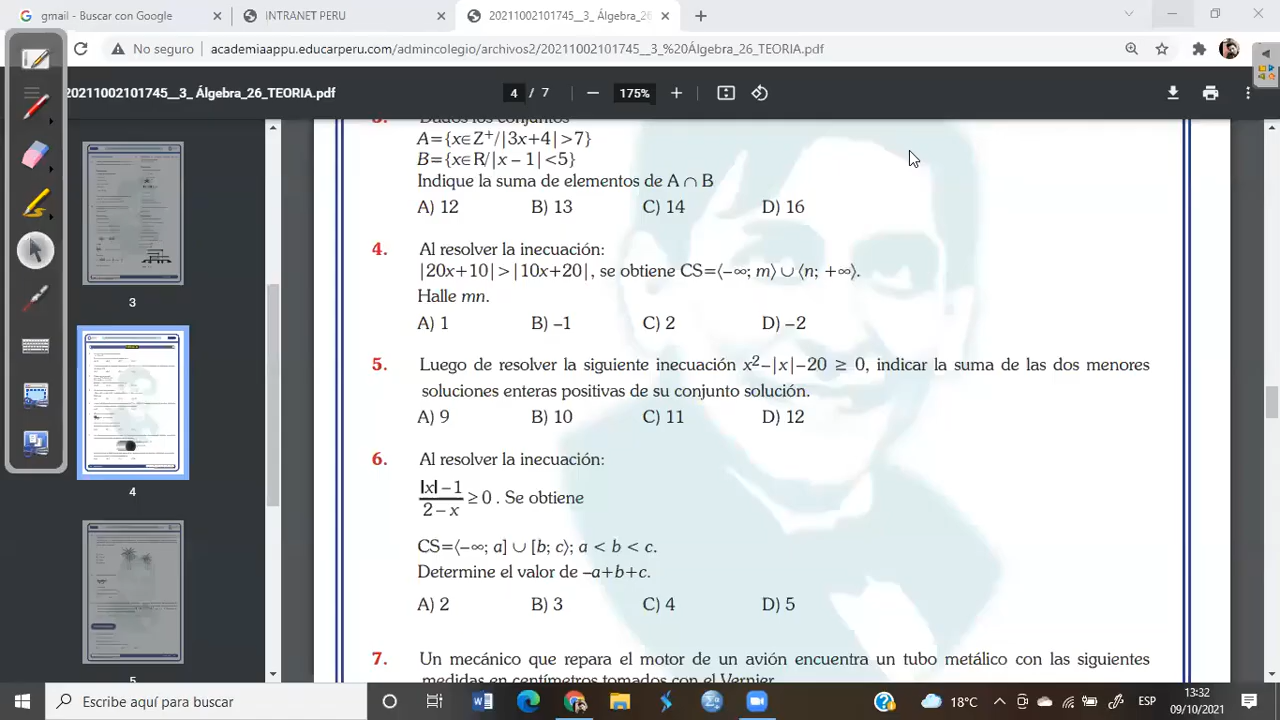 gmail - Buscar con Google
INTRANET PERU
20211002101745__3_ Álgebra_26_
No seguro
academiaappu.educarperu.com/admincolegio/archivos2/20211002101745__3_%20Álgebra_26_TEORIA.pdf
20211002101745__3_ Álgebra_26_TEORIA.pdf
4 / 7
175%
3. Dados los conjuntos
A={x∈Z⁺/|3x+4|>7}
B={x∈R/|x – 1|<5}
Indique la suma de elementos de A ∩ B
A) 12 B) 13 C) 14 D) 16
4. Al resolver la inecuación:
|20x+10|>|10x+20|, se obtiene CS=⟨–∞; m⟩ ∪ ⟨n; +∞⟩.
Halle mn.
A) 1 B) –1 C) 2 D) –2
5. Luego de resolver la siguiente inecuación x²–|x|–20 ≥ 0, indicar la suma de las dos menores
soluciones enteras positivas de su conjunto solución.
A) 9 B) 10 C) 11 D) 12
6. Al resolver la inecuación:
|x| – 1
2 – x
≥ 0 . Se obtiene
CS=⟨–∞; a] ∪ [b; c⟩; a < b < c.
Determine el valor de –a+b+c.
A) 2 B) 3 C) 4 D) 5
7. Un mecánico que repara el motor de un avión encuentra un tubo metálico con las siguientes
medidas en centímetros tomados con el Vernier
3
4
5
Escribe aquí para buscar
18°C
ESP
13:32
09/10/2021